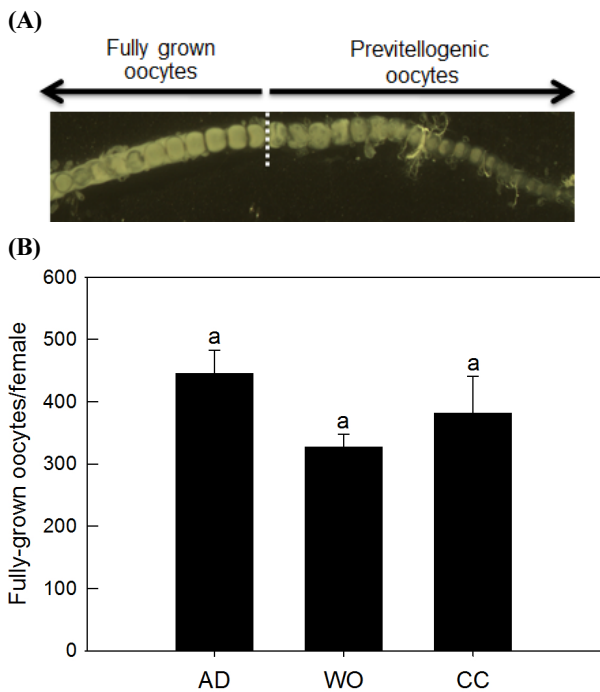 (A)
Fully grown
oocytes
Previtellogenic
oocytes
(B)
Fully-grown oocytes/female
600
500
400
300
200
100
0
a
a
a
AD
WO
CC